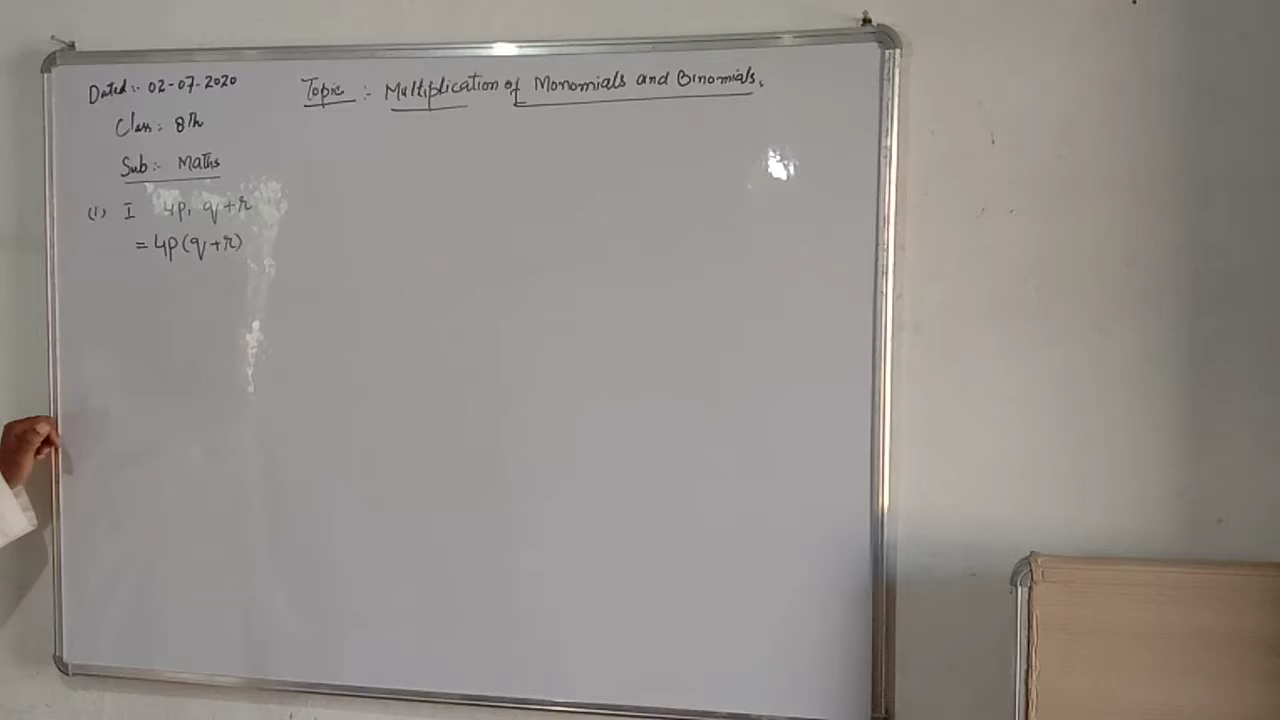 Dated :- 02-07-2020
Topic :- Multiplication of Monomials and Binomials.
Class : 8th
Sub :- Maths
(1) I 4p, q+r
= 4p(q+r)